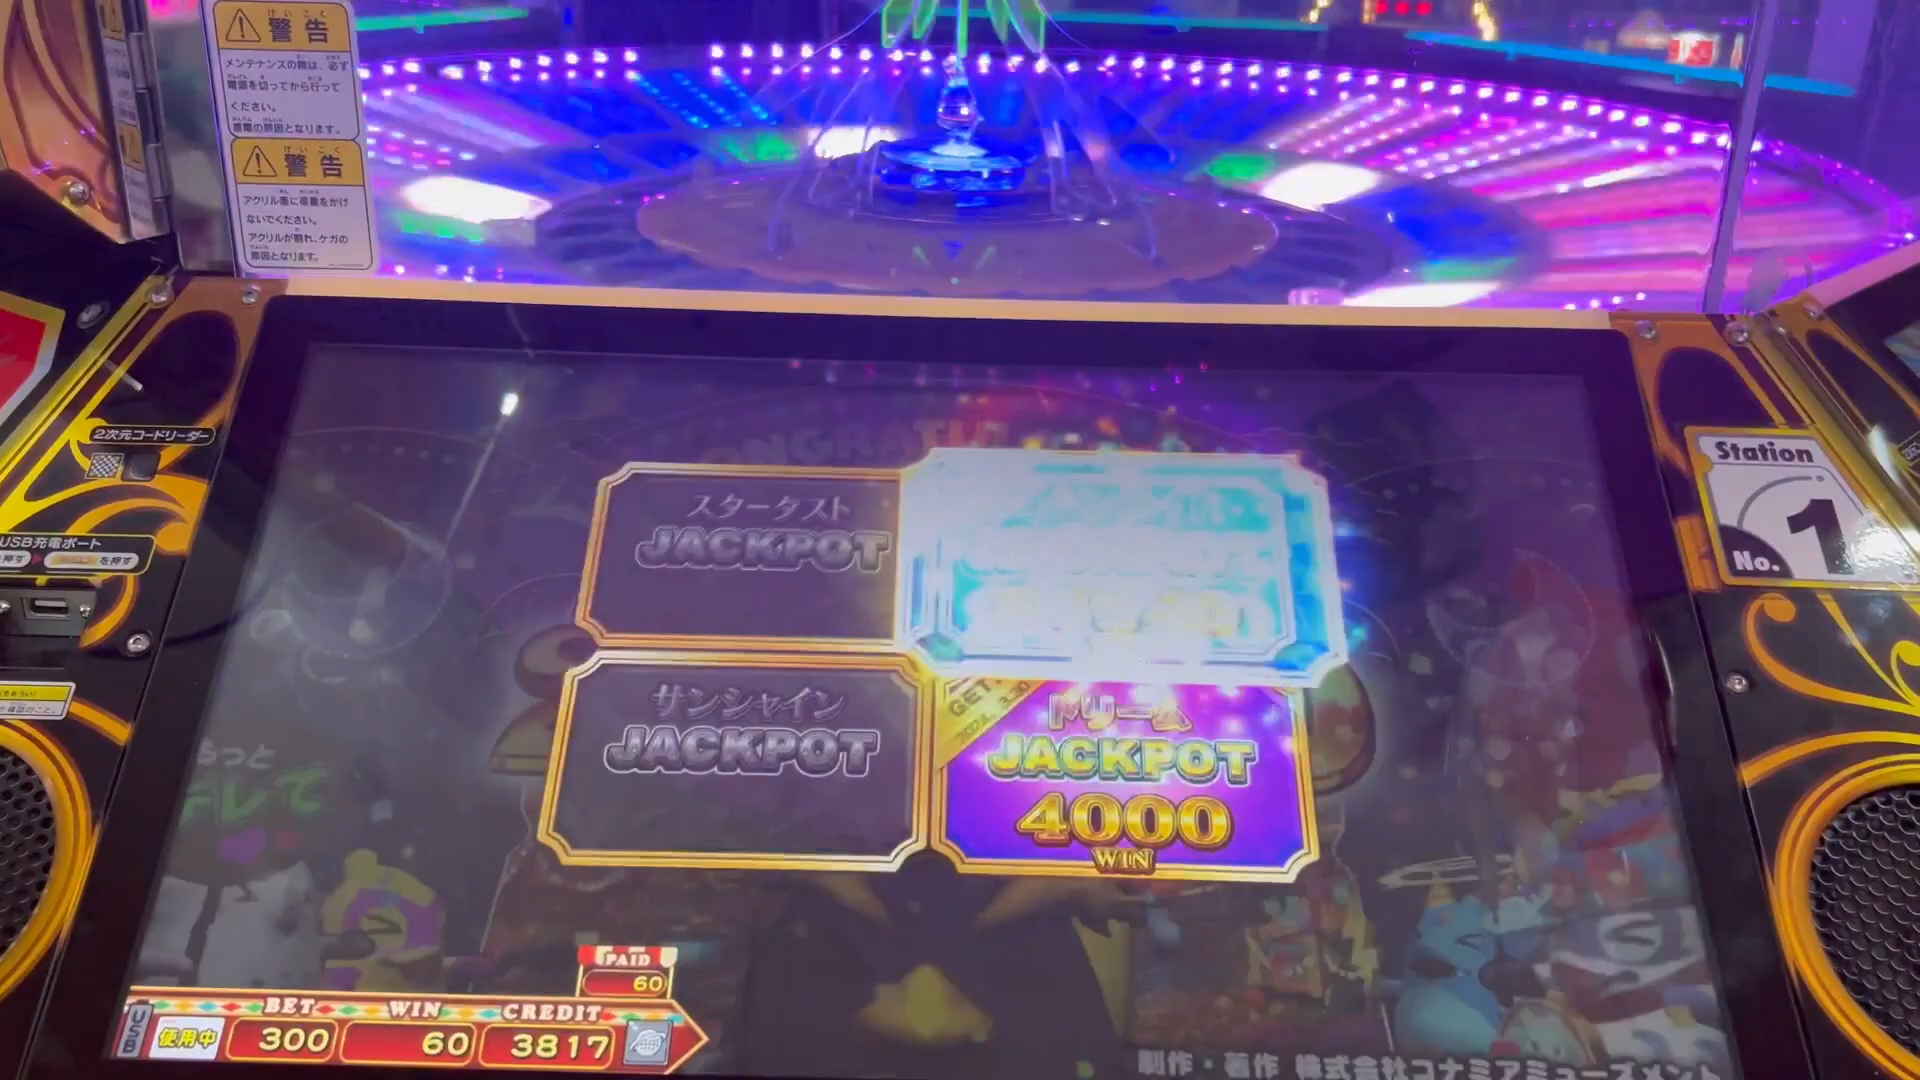 警告
メンテナンスの際は、必ず
電源を切ってから行って
ください。
感電の原因となります。
警告
アクリル面に荷重をかけ
ないでください。
アクリルが割れ、ケガの
原因となります。
2次元コードリーダー
USB充電ポート
を押す
Station
No. 1
スターダスト
JACKPOT
サンシャイン
JACKPOT
GET
ドリーム
JACKPOT
4000
WIN
PAID
60
BET
WIN
CREDIT
USB
使用中
300
60
3817
制作・著作 株式会社コナミアミューズメント